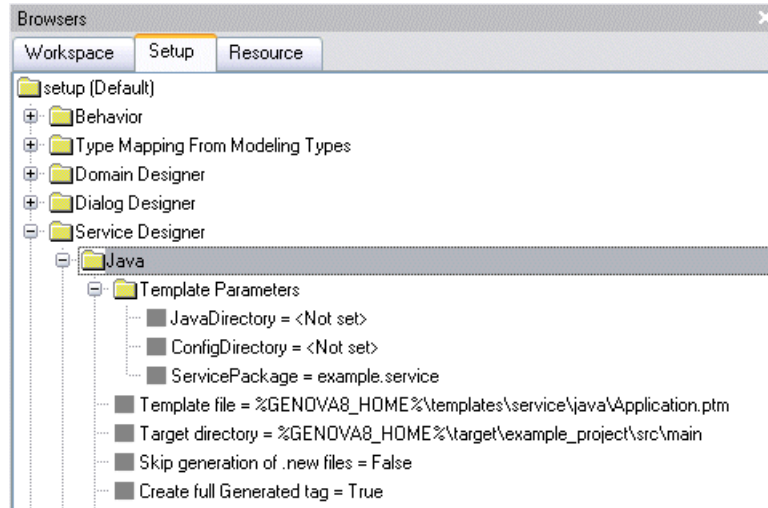 Browsers
Workspace Setup Resource
setup (Default)
Behavior
Type Mapping From Modeling Types
Domain Designer
Dialog Designer
Service Designer
Java
Template Parameters
JavaDirectory = <Not set>
ConfigDirectory = <Not set>
ServicePackage = example.service
Template file = %GENOVA8_HOME%\templates\service\java\Application.ptm
Target directory = %GENOVA8_HOME%\target\example_project\src\main
Skip generation of .new files = False
Create full Generated tag = True